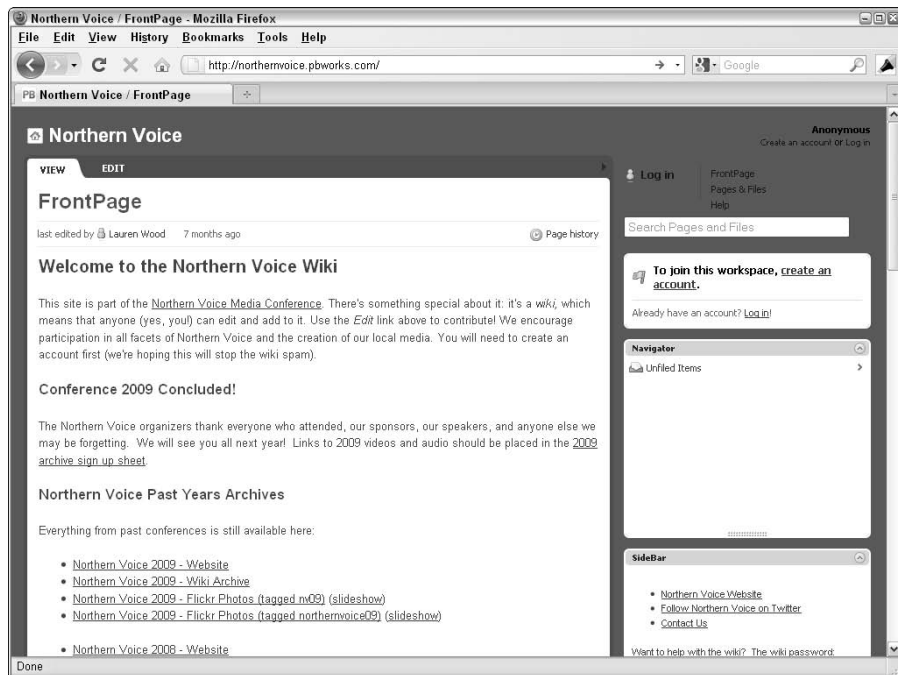 Northern Voice / FrontPage - Mozilla Firefox
File Edit View History Bookmarks Tools Help
http://northernvoice.pbworks.com/
Google
PB Northern Voice / FrontPage
Northern Voice
Anonymous
Create an account or Log in
VIEW EDIT
Log in
FrontPage
Pages & Files
Help
Search Pages and Files
FrontPage
last edited by Lauren Wood 7 months ago Page history
Welcome to the Northern Voice Wiki
This site is part of the Northern Voice Media Conference. There's something special about it: it's a wiki, which
means that anyone (yes, you!) can edit and add to it. Use the Edit link above to contribute! We encourage
participation in all facets of Northern Voice and the creation of our local media. You will need to create an
account first (we're hoping this will stop the wiki spam).
Conference 2009 Concluded!
The Northern Voice organizers thank everyone who attended, our sponsors, our speakers, and anyone else we
may be forgetting. We will see you all next year! Links to 2009 videos and audio should be placed in the 2009
archive sign up sheet.
Northern Voice Past Years Archives
Everything from past conferences is still available here:
• Northern Voice 2009 - Website
• Northern Voice 2009 - Wiki Archive
• Northern Voice 2009 - Flickr Photos (tagged nv09) (slideshow)
• Northern Voice 2009 - Flickr Photos (tagged northernvoice09) (slideshow)
• Northern Voice 2008 - Website
To join this workspace, create an
account.
Already have an account? Log in!
Navigator
Unfiled Items
SideBar
• Northern Voice Website
• Follow Northern Voice on Twitter
• Contact Us
Want to help with the wiki? The wiki password:
Done